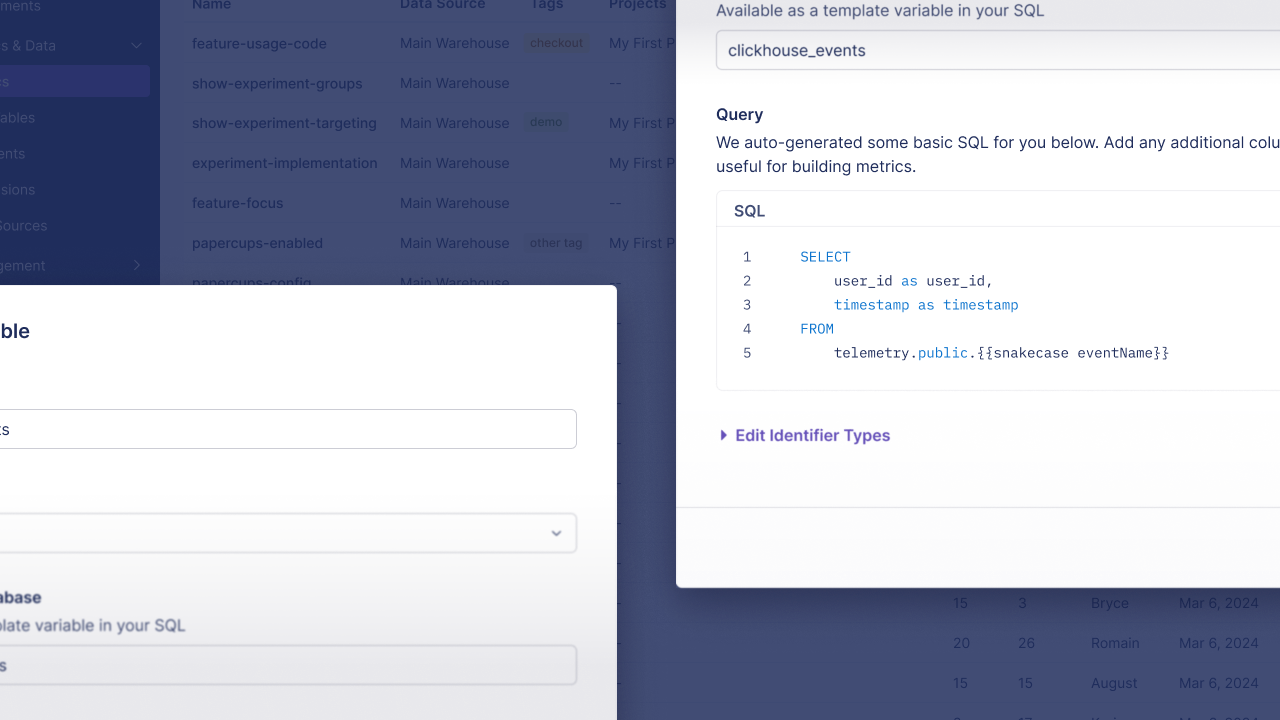 ments
s & Data
cs
ables
ents
sions
Sources
gement
Name Data Source Tags Projects
feature-usage-code Main Warehouse checkout My First P
show-experiment-groups Main Warehouse --
show-experiment-targeting Main Warehouse demo My First P
experiment-implementation Main Warehouse My First P
feature-focus Main Warehouse --
papercups-enabled Main Warehouse other tag My First P
papercups-config Main Warehouse --
ble
ts
abase
plate variable in your SQL
s
Available as a template variable in your SQL
clickhouse_events
Query
We auto-generated some basic SQL for you below. Add any additional colu
useful for building metrics.
SQL
1 SELECT
2 user_id as user_id,
3 timestamp as timestamp
4 FROM
5 telemetry.public.{{snakecase eventName}}
Edit Identifier Types
15 3 Bryce Mar 6, 2024
20 26 Romain Mar 6, 2024
15 15 August Mar 6, 2024